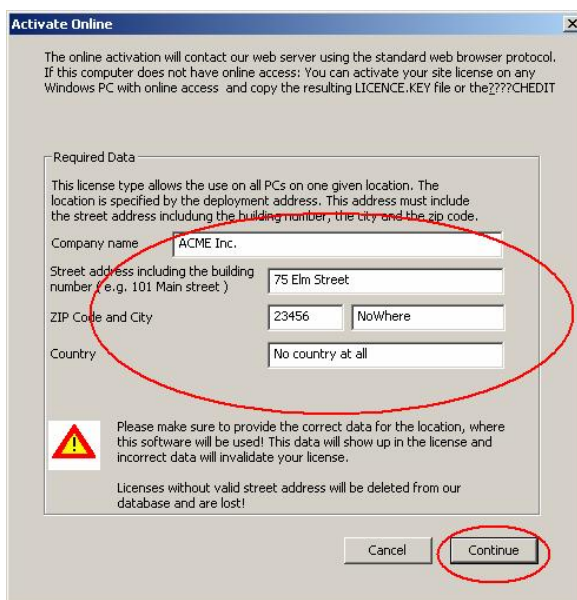 Activate Online
The online activation will contact our web server using the standard web browser protocol.
If this computer does not have online access: You can activate your site license on any
Windows PC with online access and copy the resulting LICENCE.KEY file or the????CHEDIT
Required Data
This license type allows the use on all PCs on one given location. The
location is specified by the deployment address. This address must include
the street address includung the building number, the city and the zip code.
Company name ACME Inc.
Street address including the building
number ( e.g. 101 Main street ) 75 Elm Street
ZIP Code and City 23456 NoWhere
Country No country at all
Please make sure to provide the correct data for the location, where
this software will be used! This data will show up in the license and
incorrect data will invalidate your license.
Licenses without valid street address will be deleted from our
database and are lost!
Cancel Continue